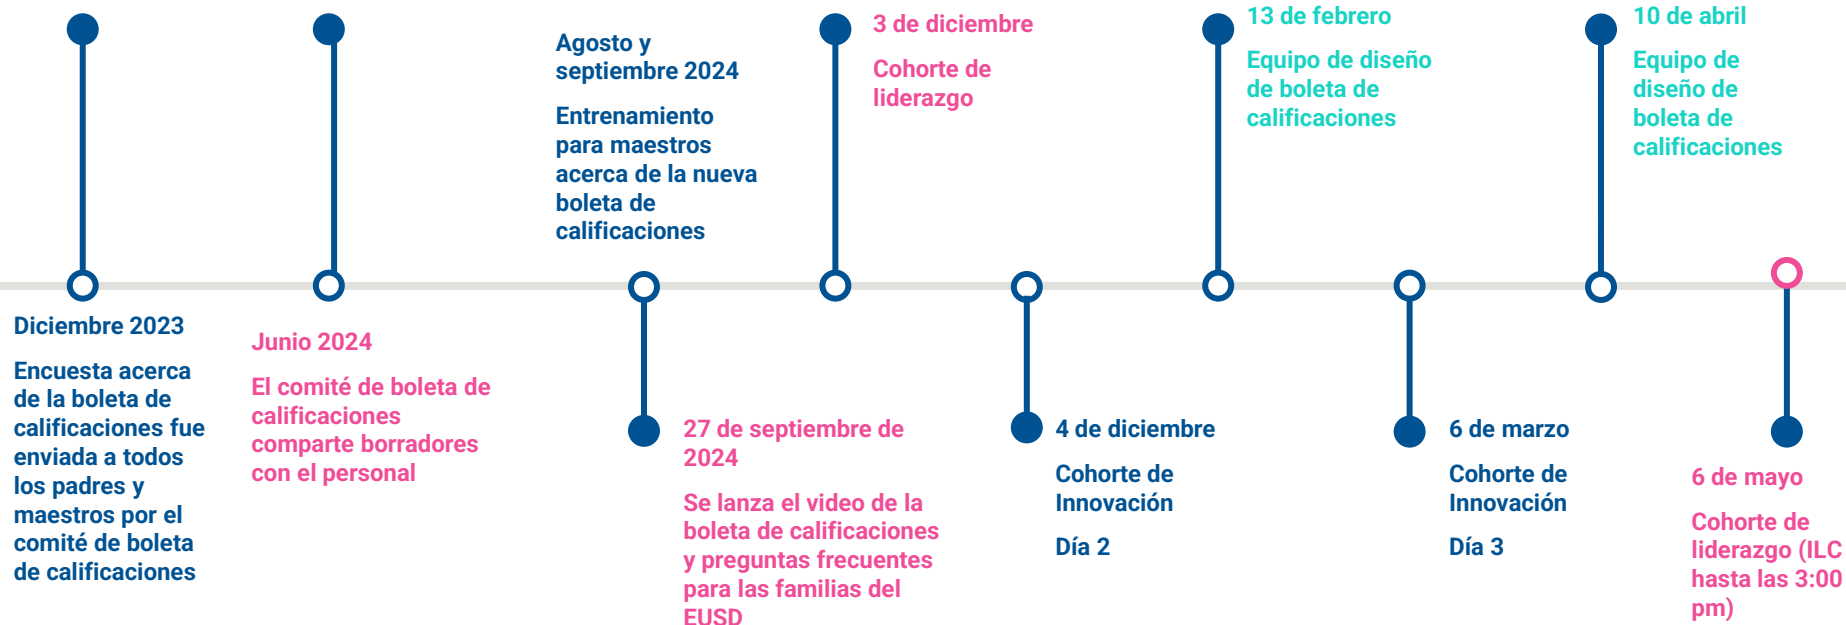 Diciembre 2023
Encuesta acerca
de la boleta de
calificaciones fue
enviada a todos
los padres y
maestros por el
comité de boleta
de calificaciones
Junio 2024
El comité de boleta de
calificaciones
comparte borradores
con el personal
Agosto y
septiembre 2024
Entrenamiento
para maestros
acerca de la nueva
boleta de
calificaciones
27 de septiembre de
2024
Se lanza el video de la
boleta de calificaciones
y preguntas frecuentes
para las familias del
EUSD
3 de diciembre
Cohorte de
liderazgo
4 de diciembre
Cohorte de
Innovación
Día 2
13 de febrero
Equipo de diseño
de boleta de
calificaciones
6 de marzo
Cohorte de
Innovación
Día 3
10 de abril
Equipo de
diseño de
boleta de
calificaciones
6 de mayo
Cohorte de
liderazgo (ILC
hasta las 3:00
pm)